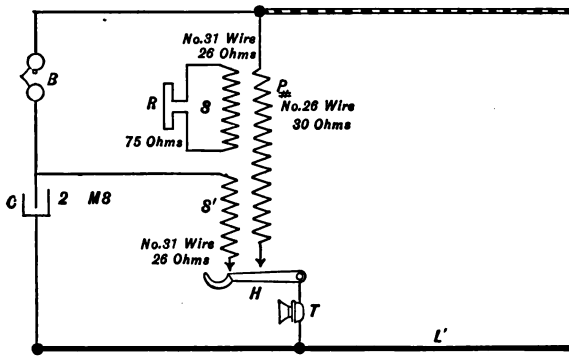 No.31 Wire
26 Ohms
B
R
S
P
No.26 Wire
30 Ohms
75 Ohms
C
2 M8
S'
No.31 Wire
26 Ohms
H
T
L'